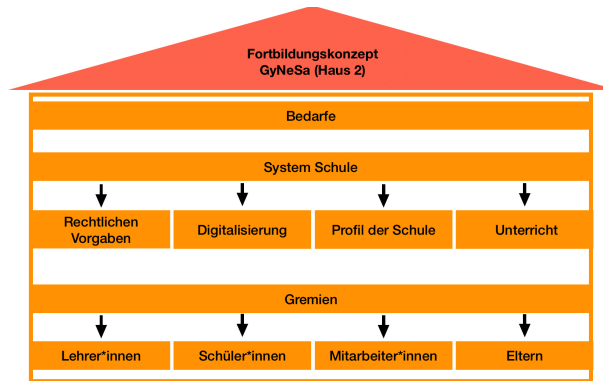 Fortbildungskonzept
GyNeSa (Haus 2)
Bedarfe
System Schule
Rechtlichen
Vorgaben
Digitalisierung
Profil der Schule
Unterricht
Gremien
Lehrer*innen
Schüler*innen
Mitarbeiter*innen
Eltern